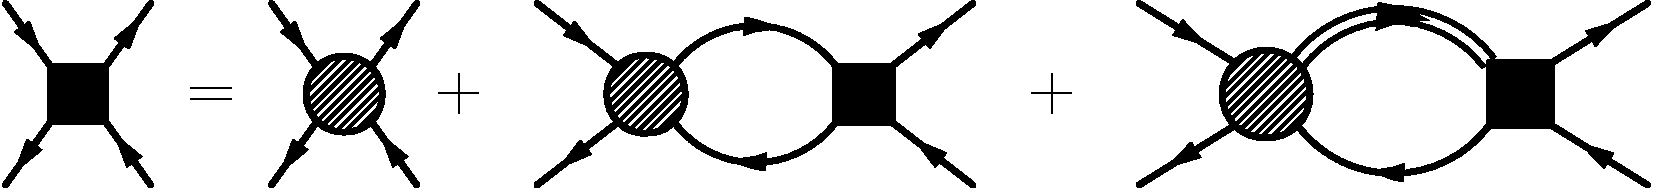 = + +